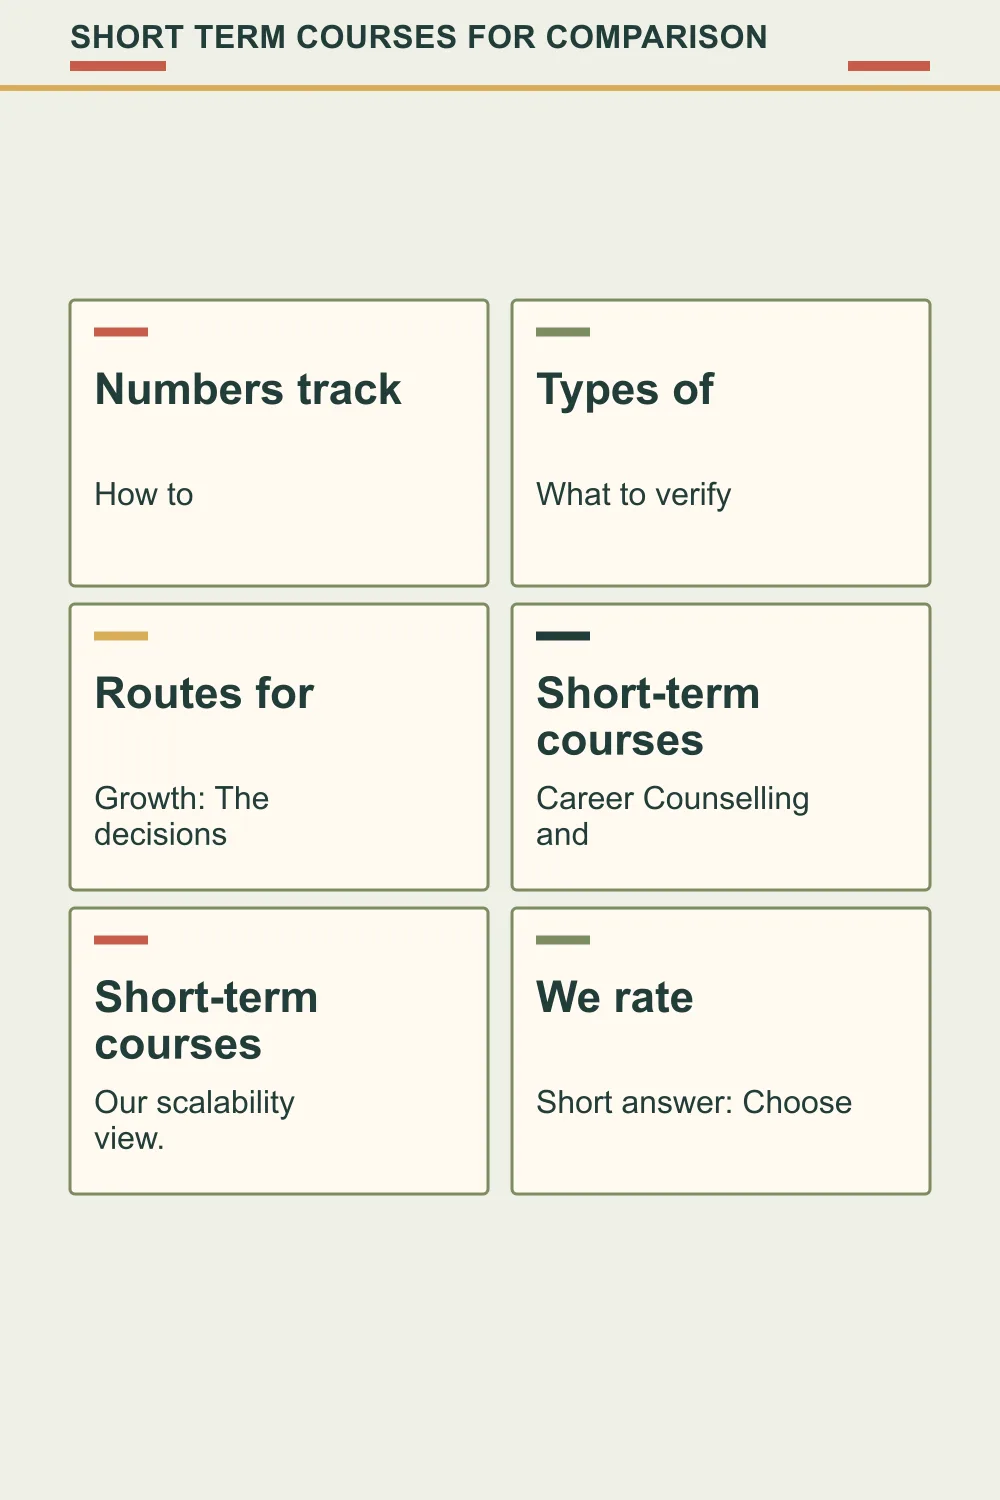 SHORT TERM COURSES FOR COMPARISON
Numbers track
How to
Types of
What to verify
Routes for
Growth: The
decisions
Short-term
courses
Career Counselling
and
Short-term
courses
Our scalability
view.
We rate
Short answer: Choose